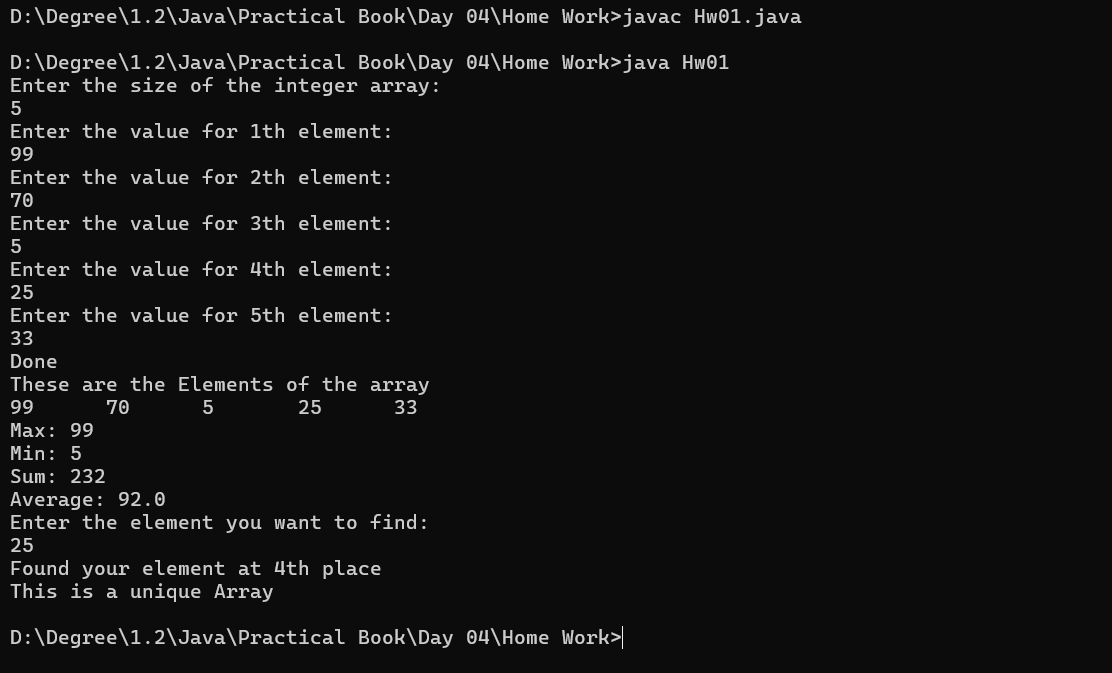 D:\Degree\1.2\Java\Practical Book\Day 04\Home Work>javac Hw01.java
D:\Degree\1.2\Java\Practical Book\Day 04\Home Work>java Hw01
Enter the size of the integer array:
5
Enter the value for 1th element:
99
Enter the value for 2th element:
70
Enter the value for 3th element:
5
Enter the value for 4th element:
25
Enter the value for 5th element:
33
Done
These are the Elements of the array
99      70      5       25      33
Max: 99
Min: 5
Sum: 232
Average: 92.0
Enter the element you want to find:
25
Found your element at 4th place
This is a unique Array
D:\Degree\1.2\Java\Practical Book\Day 04\Home Work>